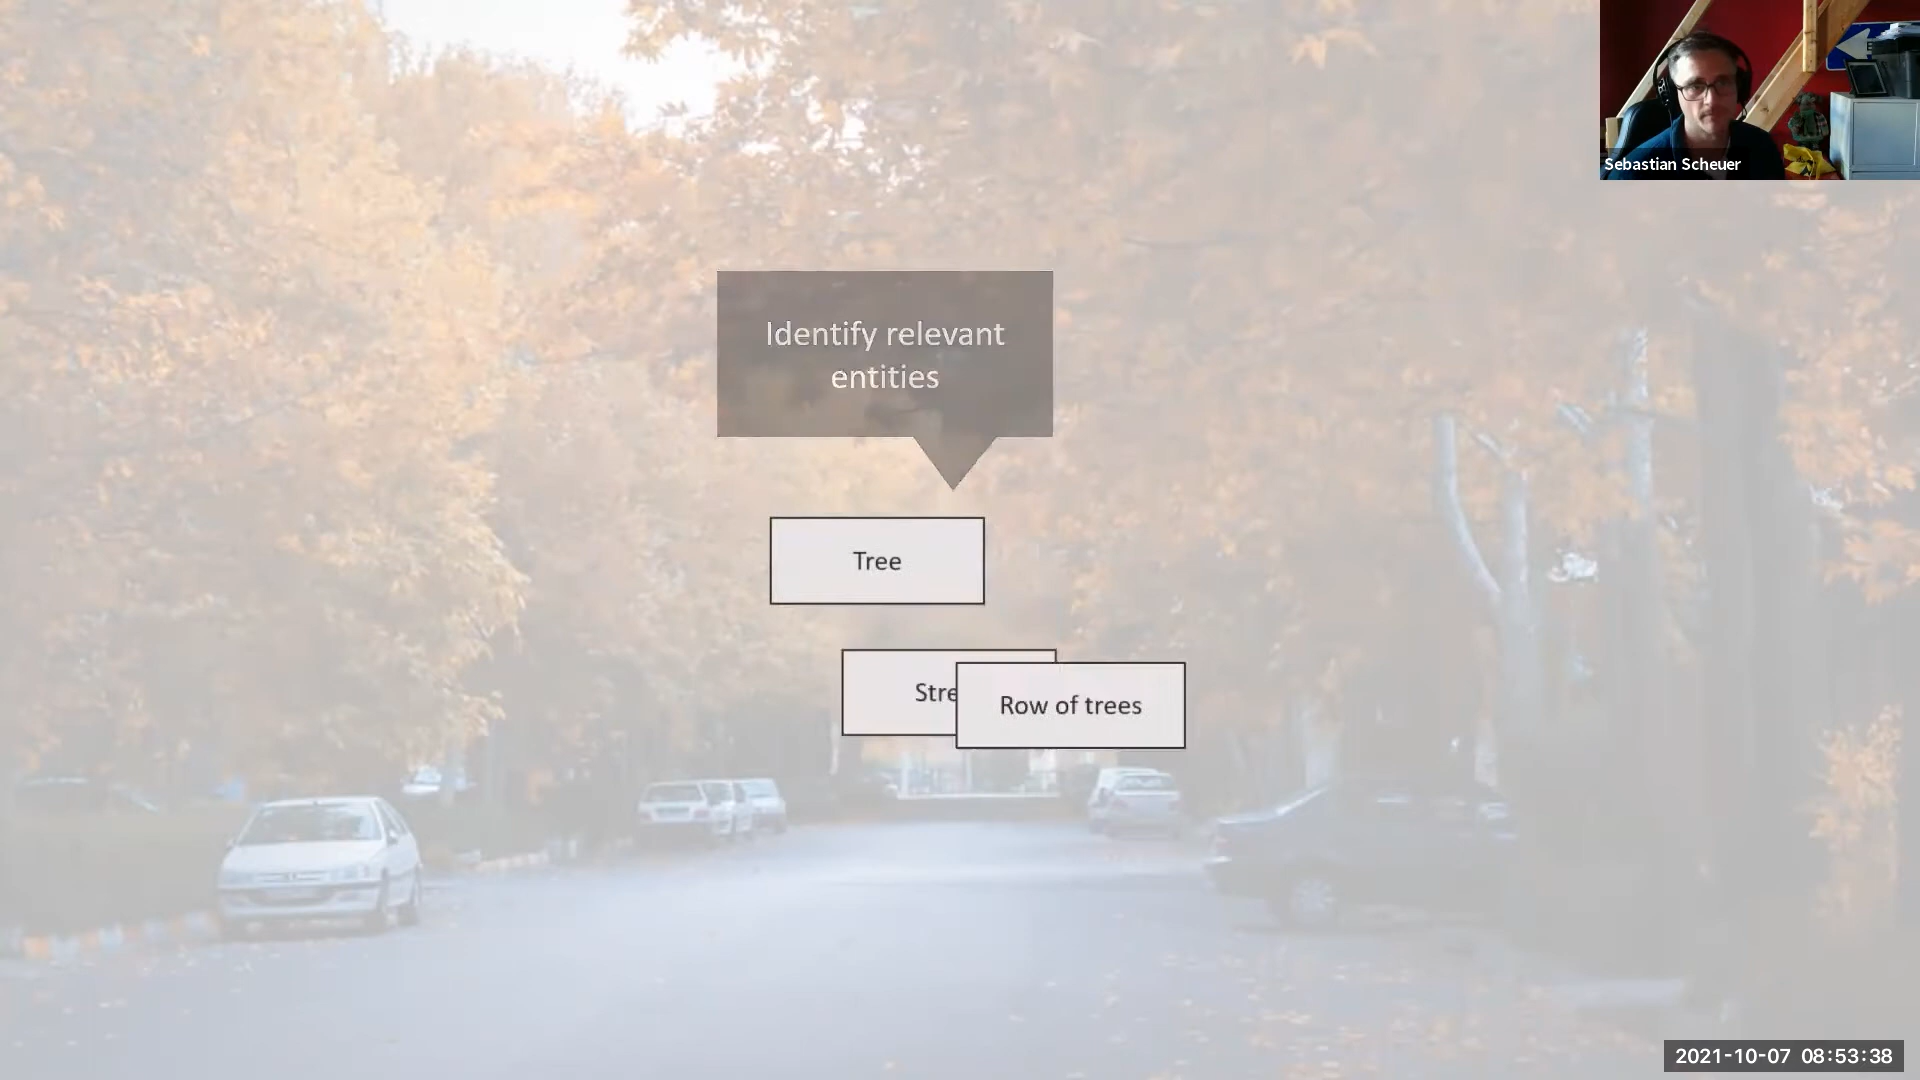 Sebastian Scheuer
Identify relevant
entities
Tree
Stre
Row of trees
2021-10-07 08:53:38